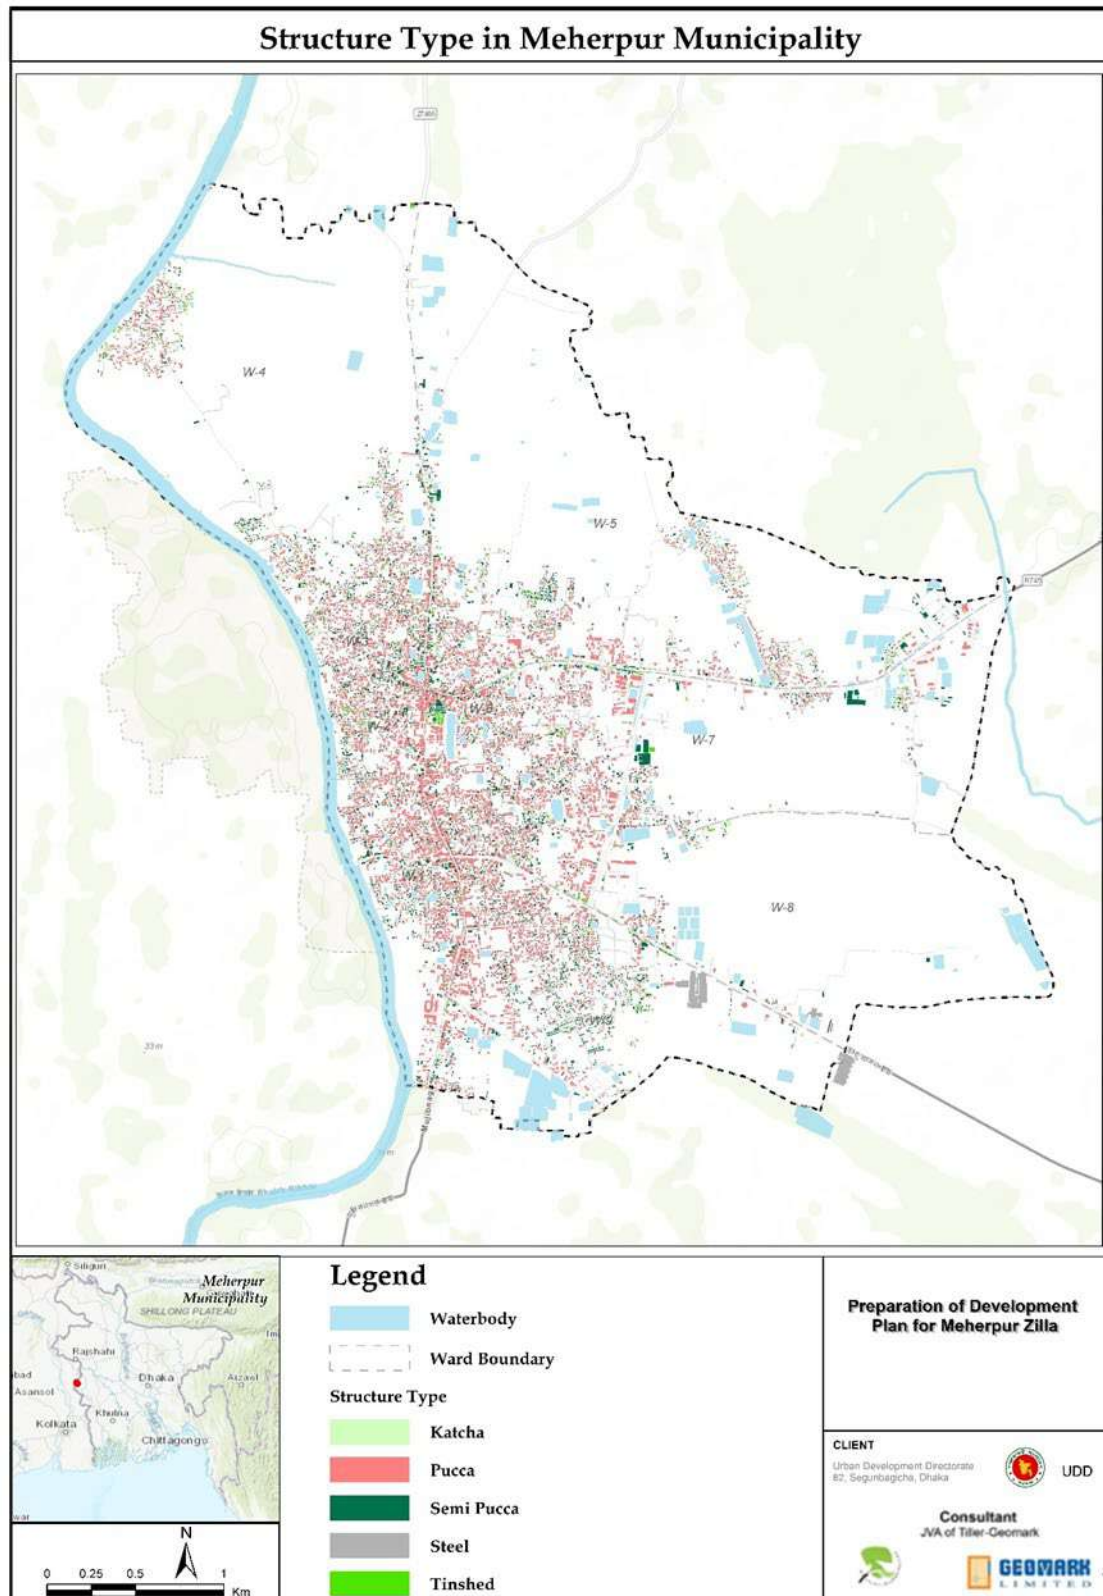 Structure Type in Meherpur Municipality
W-4
W-5
R745
W-7
W-8
33 m
Siliguri
Meherpur
Municipality
SHILLONG PLATEAU
Rajshahi
Dhaka
Aizawl
Asansol
Khulna
Kolkata
Chittagong
N
0 0.25 0.5 1
Km
Legend
Waterbody
Ward Boundary
Structure Type
Katcha
Pucca
Semi Pucca
Steel
Tinshed
Preparation of Development
Plan for Meherpur Zilla
CLIENT
Urban Development Directorate
82, Segunbagicha, Dhaka
UDD
Consultant
JVA of Tiller-Geomark
GEOMARK
LIMITED